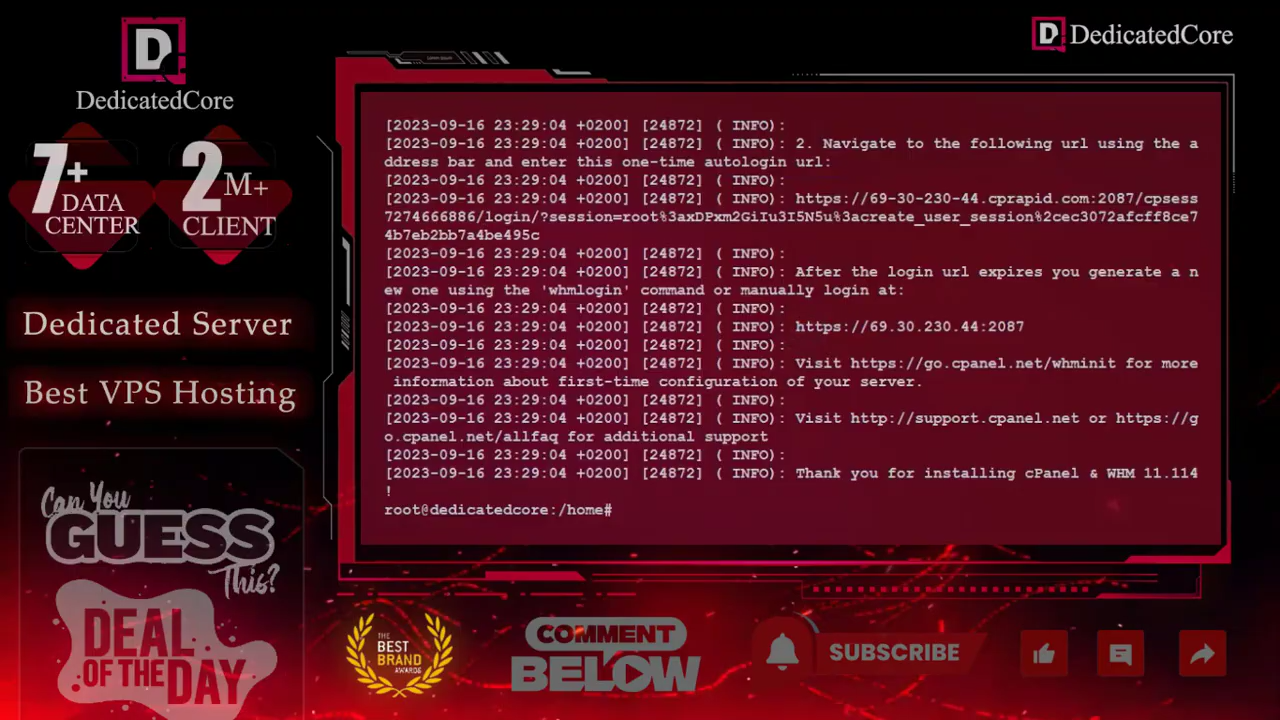 D
DedicatedCore
D DedicatedCore
7+
DATA
CENTER
2 M+
CLIENT
Dedicated Server
Best VPS Hosting
Can You
GUESS
This?
DEAL
OF THE DAY
[2023-09-16 23:29:04 +0200] [24872] ( INFO):
[2023-09-16 23:29:04 +0200] [24872] ( INFO): 2. Navigate to the following url using the a
ddress bar and enter this one-time autologin url:
[2023-09-16 23:29:04 +0200] [24872] ( INFO):
[2023-09-16 23:29:04 +0200] [24872] ( INFO): https://69-30-230-44.cprapid.com:2087/cpsess
7274666886/login/?session=root%3axDPxm2GiIu3I5N5u%3acreate_user_session%2cec3072afcff8ce7
4b7eb2bb7a4be495c
[2023-09-16 23:29:04 +0200] [24872] ( INFO):
[2023-09-16 23:29:04 +0200] [24872] ( INFO): After the login url expires you generate a n
ew one using the 'whmlogin' command or manually login at:
[2023-09-16 23:29:04 +0200] [24872] ( INFO):
[2023-09-16 23:29:04 +0200] [24872] ( INFO): https://69.30.230.44:2087
[2023-09-16 23:29:04 +0200] [24872] ( INFO):
[2023-09-16 23:29:04 +0200] [24872] ( INFO): Visit https://go.cpanel.net/whminit for more
 information about first-time configuration of your server.
[2023-09-16 23:29:04 +0200] [24872] ( INFO):
[2023-09-16 23:29:04 +0200] [24872] ( INFO): Visit http://support.cpanel.net or https://g
o.cpanel.net/allfaq for additional support
[2023-09-16 23:29:04 +0200] [24872] ( INFO):
[2023-09-16 23:29:04 +0200] [24872] ( INFO): Thank you for installing cPanel & WHM 11.114
!
root@dedicatedcore:/home#
THE
BEST
BRAND
AWARDS
COMMENT
BELOW
SUBSCRIBE